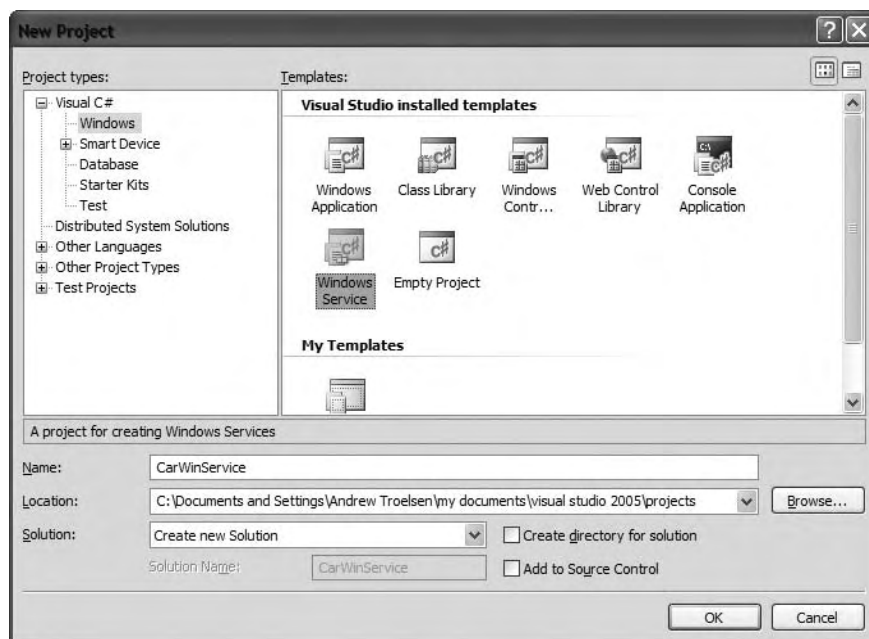 New Project
Project types:
Templates:
Visual C#
Windows
Smart Device
Database
Starter Kits
Test
Distributed System Solutions
Other Languages
Other Project Types
Test Projects
Visual Studio installed templates
Windows Application
Class Library
Windows Contr...
Web Control Library
Console Application
Windows Service
Empty Project
My Templates
A project for creating Windows Services
Name:
CarWinService
Location:
C:\Documents and Settings\Andrew Troelsen\my documents\visual studio 2005\projects
Browse...
Solution:
Create new Solution
Create directory for solution
Solution Name:
CarWinService
Add to Source Control
OK
Cancel